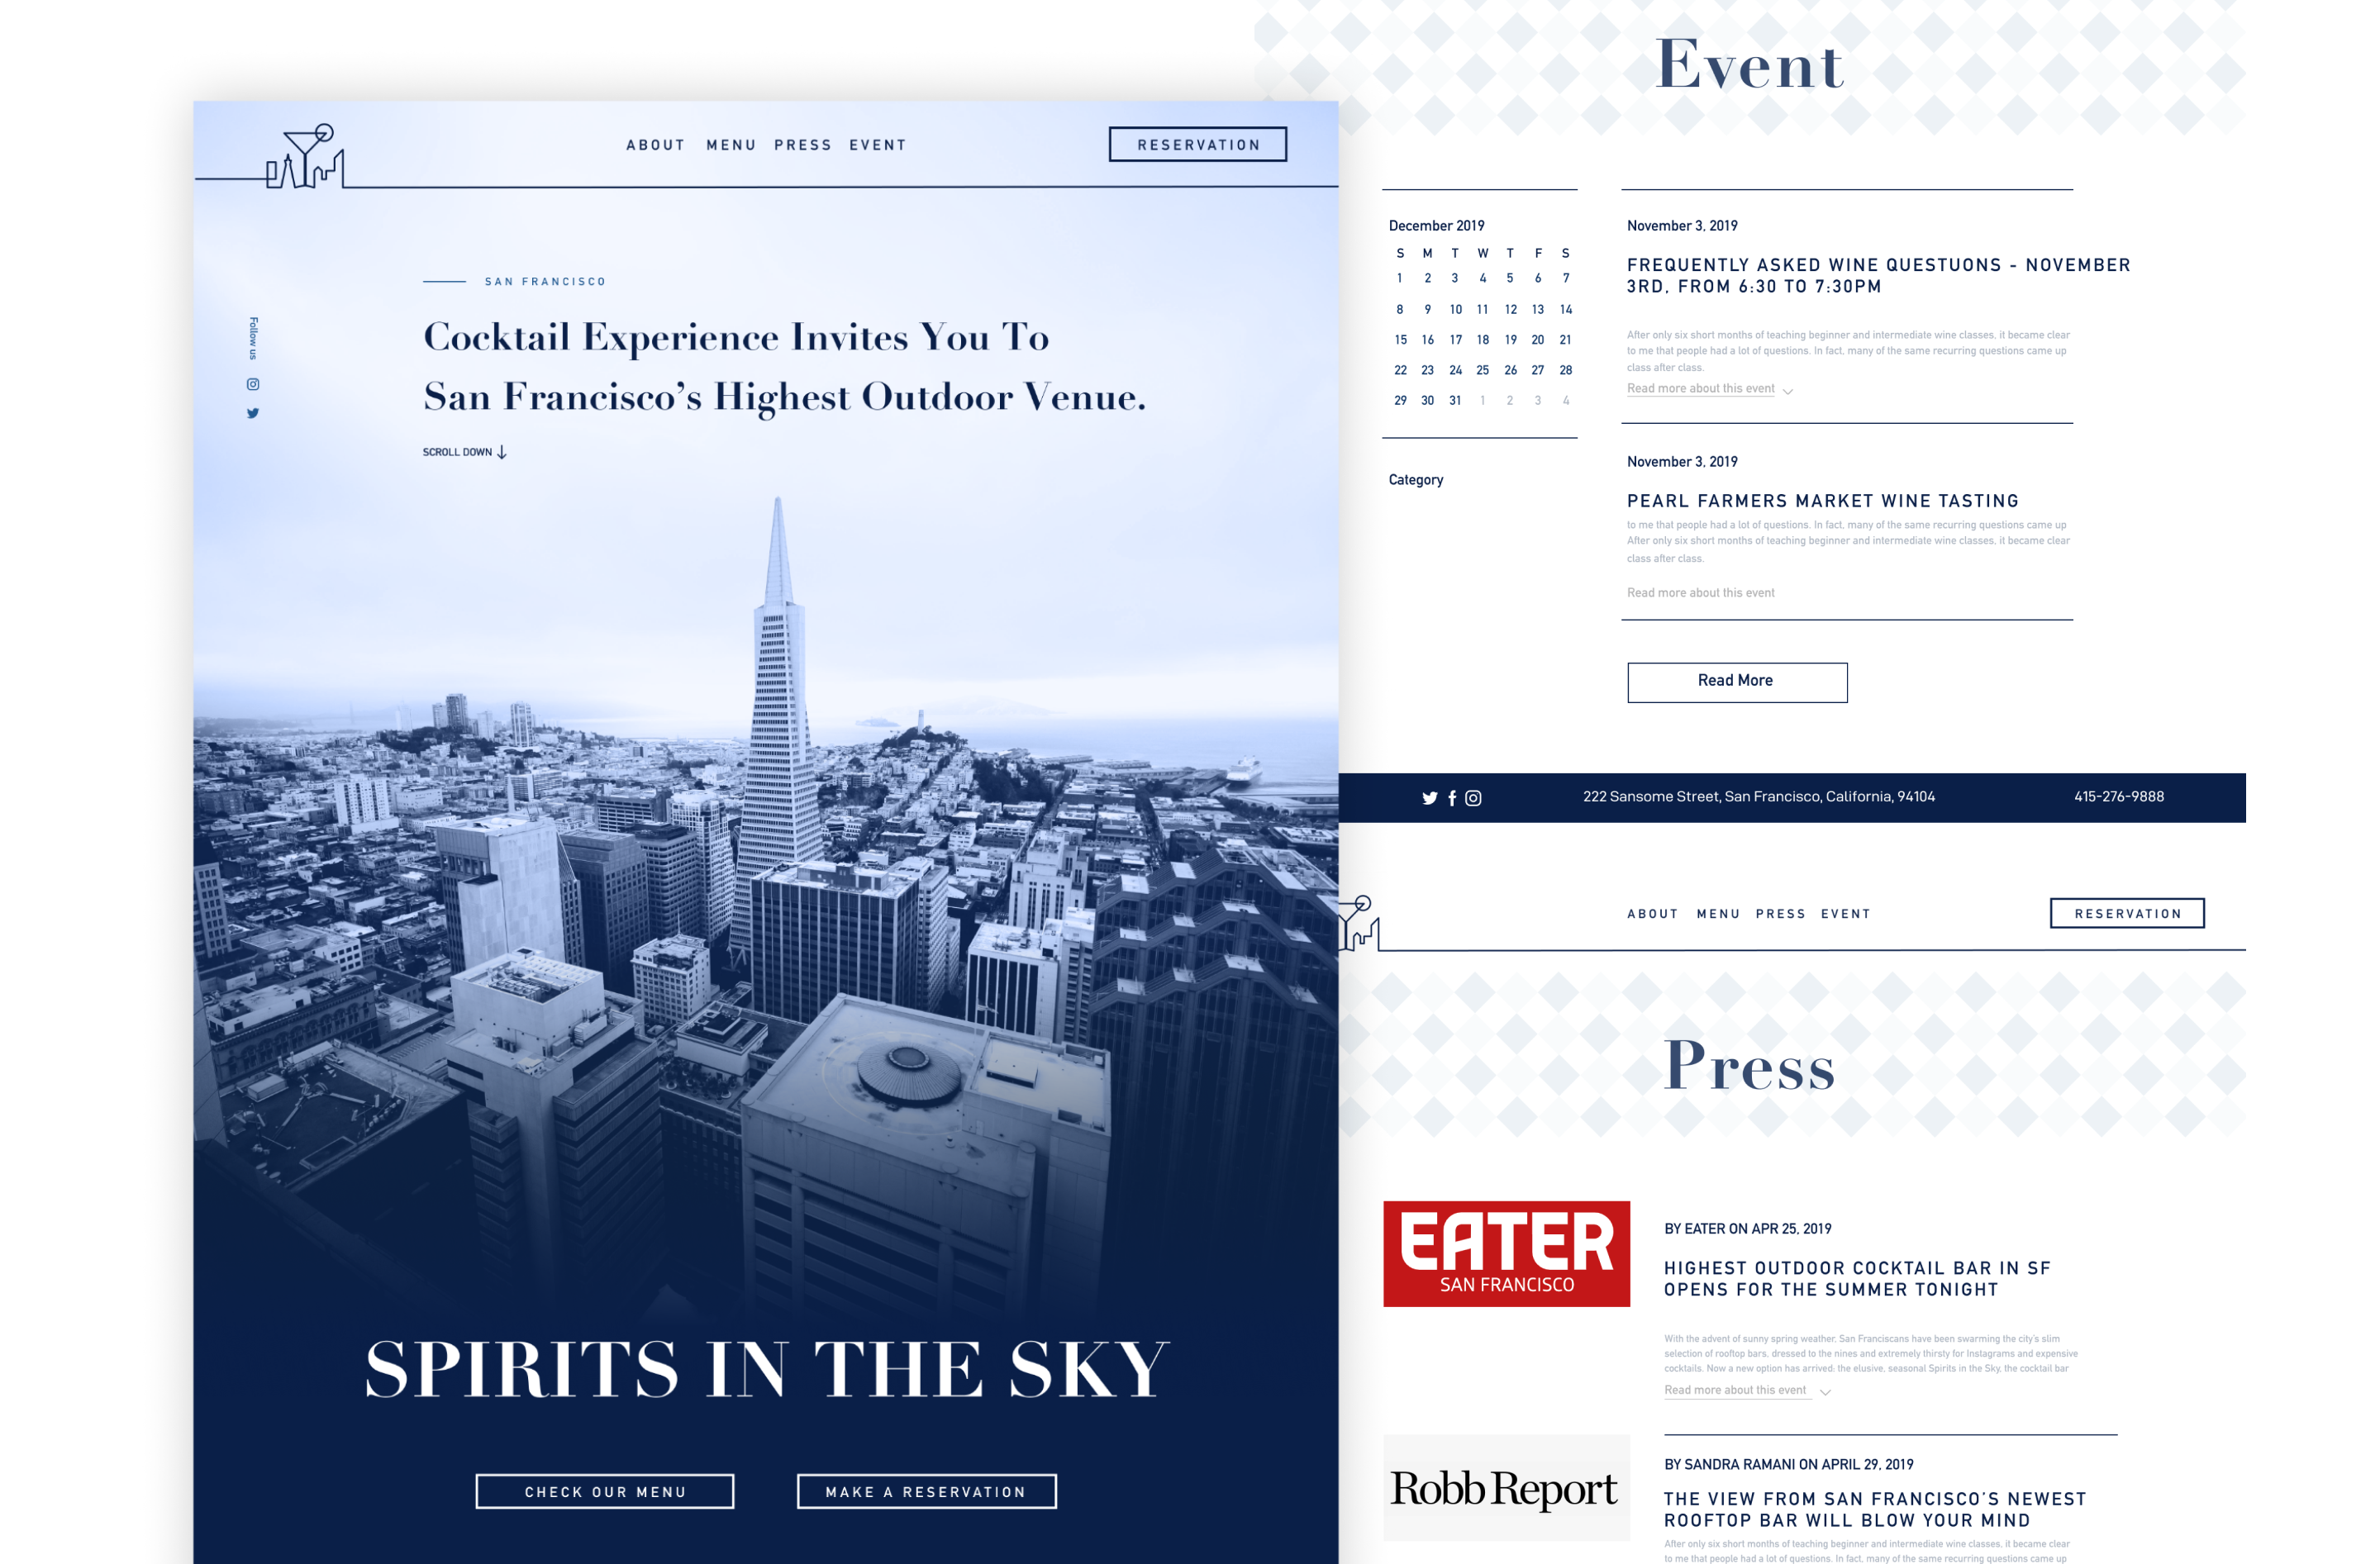 ABOUT MENU PRESS EVENT
RESERVATION
SAN FRANCISCO
Cocktail Experience Invites You To
San Francisco’s Highest Outdoor Venue.
SCROLL DOWN
Follow us
SPIRITS IN THE SKY
CHECK OUR MENU
MAKE A RESERVATION
Event
December 2019
S M T W T F S
1 2 3 4 5 6 7
8 9 10 11 12 13 14
15 16 17 18 19 20 21
22 23 24 25 26 27 28
29 30 31 1 2 3 4
Category
November 3, 2019
FREQUENTLY ASKED WINE QUESTUONS - NOVEMBER
3RD, FROM 6:30 TO 7:30PM
After only six short months of teaching beginner and intermediate wine classes, it became clear
to me that people had a lot of questions. In fact, many of the same recurring questions came up
class after class.
Read more about this event
November 3, 2019
PEARL FARMERS MARKET WINE TASTING
to me that people had a lot of questions. In fact, many of the same recurring questions came up
After only six short months of teaching beginner and intermediate wine classes, it became clear
class after class.
Read more about this event
Read More
222 Sansome Street, San Francisco, California, 94104
415-276-9888
ABOUT MENU PRESS EVENT
RESERVATION
Press
EATER
SAN FRANCISCO
BY EATER ON APR 25, 2019
HIGHEST OUTDOOR COCKTAIL BAR IN SF
OPENS FOR THE SUMMER TONIGHT
With the advent of sunny spring weather, San Franciscans have been swarming the city’s slim
selection of rooftop bars, dressed to the nines and extremely thirsty for Instagrams and expensive
cocktails. Now a new option has arrived: the elusive, seasonal Spirits in the Sky, the cocktail bar
Read more about this event
Robb Report
BY SANDRA RAMANI ON APRIL 29, 2019
THE VIEW FROM SAN FRANCISCO’S NEWEST
ROOFTOP BAR WILL BLOW YOUR MIND
After only six short months of teaching beginner and intermediate wine classes, it became clear
to me that people had a lot of questions. In fact, many of the same recurring questions came up